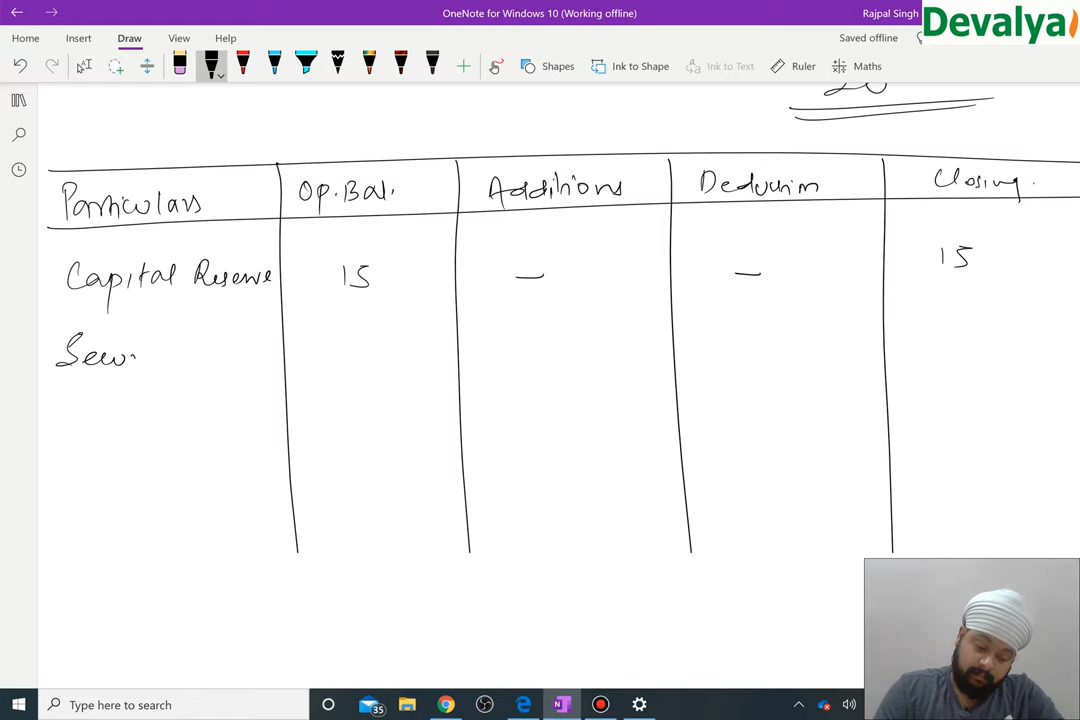 OneNote for Windows 10 (Working offline)
Rajpal Singh
Devalya
Home Insert Draw View Help
Saved offline
Shapes Ink to Shape Ink to Text Ruler Maths
20
Particulars Op. Bal. Additions Deduction Closing.
Capital Reserve 15 — — 15
Secu
Type here to search
35